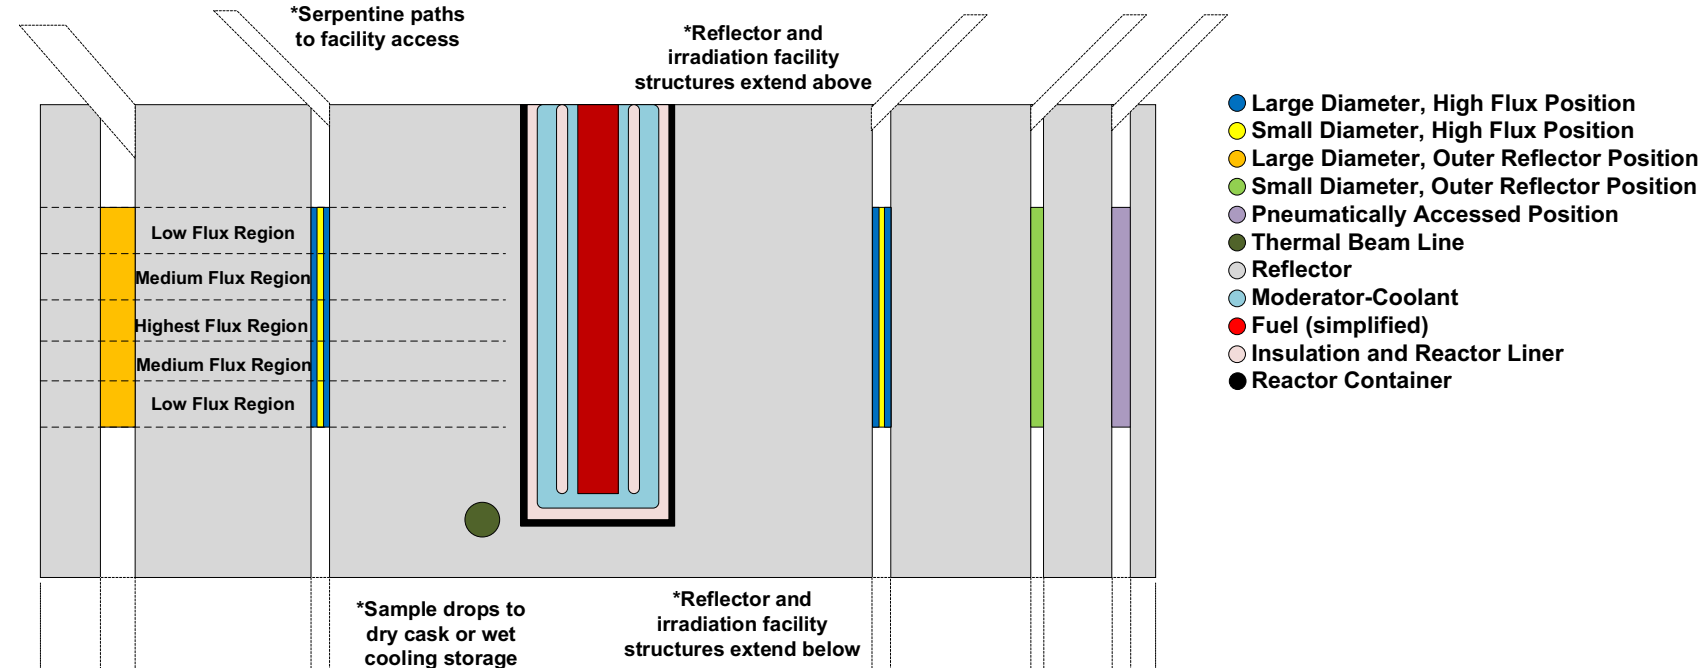 *Serpentine paths
to facility access
*Reflector and
irradiation facility
structures extend above
Low Flux Region
Medium Flux Region
Highest Flux Region
Medium Flux Region
Low Flux Region
*Sample drops to
dry cask or wet
cooling storage
*Reflector and
irradiation facility
structures extend below
Large Diameter, High Flux Position
Small Diameter, High Flux Position
Large Diameter, Outer Reflector Position
Small Diameter, Outer Reflector Position
Pneumatically Accessed Position
Thermal Beam Line
Reflector
Moderator-Coolant
Fuel (simplified)
Insulation and Reactor Liner
Reactor Container